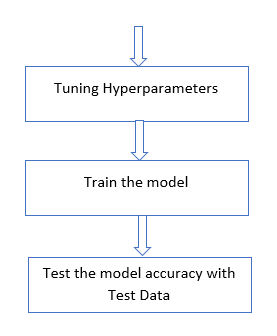 Tuning Hyperparameters
Train the model
Test the model accuracy with
Test Data